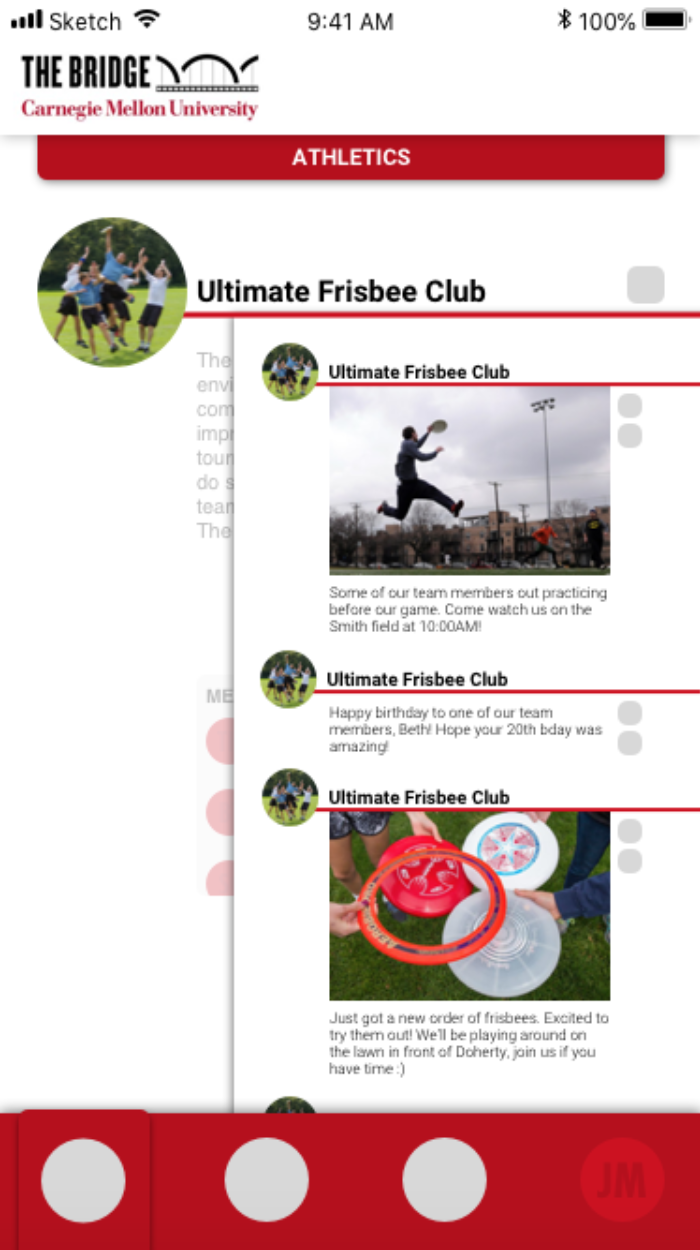 Sketch 9:41 AM 100%
THE BRIDGE
Carnegie Mellon University
ATHLETICS
Ultimate Frisbee Club
The
envi
com
impr
tour
do s
tean
The
ME
Ultimate Frisbee Club
Some of our team members out practicing
before our game. Come watch us on the
Smith field at 10:00AM!
Ultimate Frisbee Club
Happy birthday to one of our team
members, Beth! Hope your 20th bday was
amazing!
Ultimate Frisbee Club
Just got a new order of frisbees. Excited to
try them out! We'll be playing around on
the lawn in front of Doherty, join us if you
have time :)
JM